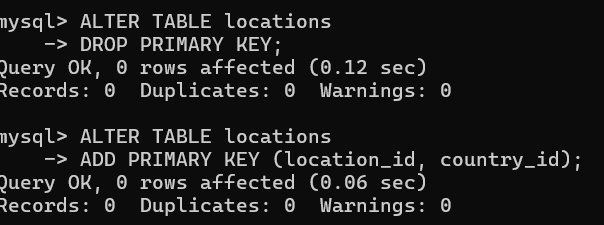 mysql> ALTER TABLE locations
    -> DROP PRIMARY KEY;
Query OK, 0 rows affected (0.12 sec)
Records: 0  Duplicates: 0  Warnings: 0

mysql> ALTER TABLE locations
    -> ADD PRIMARY KEY (location_id, country_id);
Query OK, 0 rows affected (0.06 sec)
Records: 0  Duplicates: 0  Warnings: 0